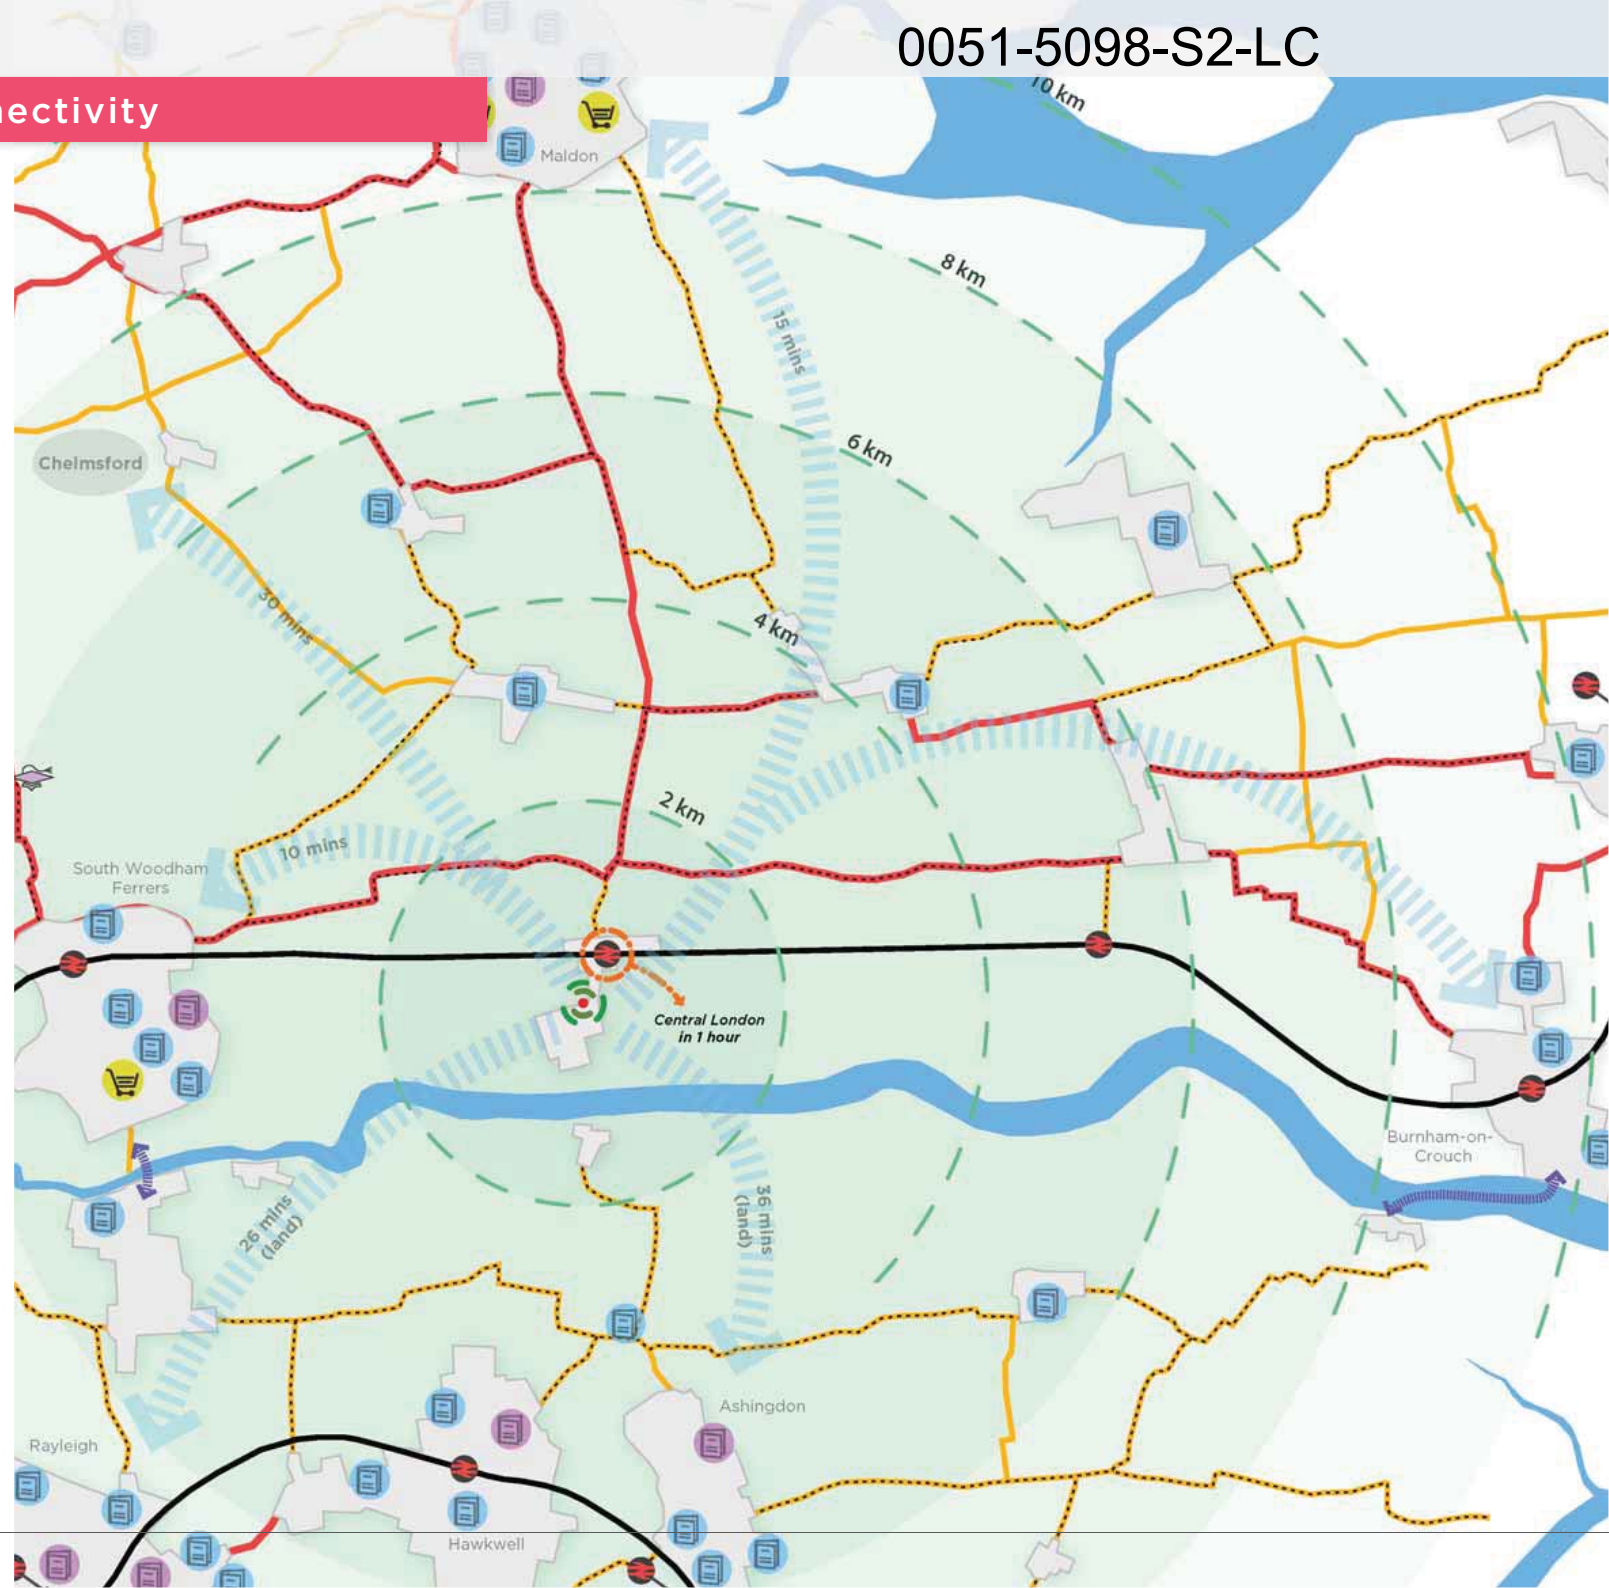 0051-5098-S2-LC
nectivity
10 km
Maldon
8 km
15 mins
6 km
Chelmsford
30 mins
4 km
2 km
10 mins
South Woodham
Ferrers
Central London
in 1 hour
Burnham-on-
Crouch
26 mins
(land)
36 mins
(land)
Ashingdon
Rayleigh
Hawkwell